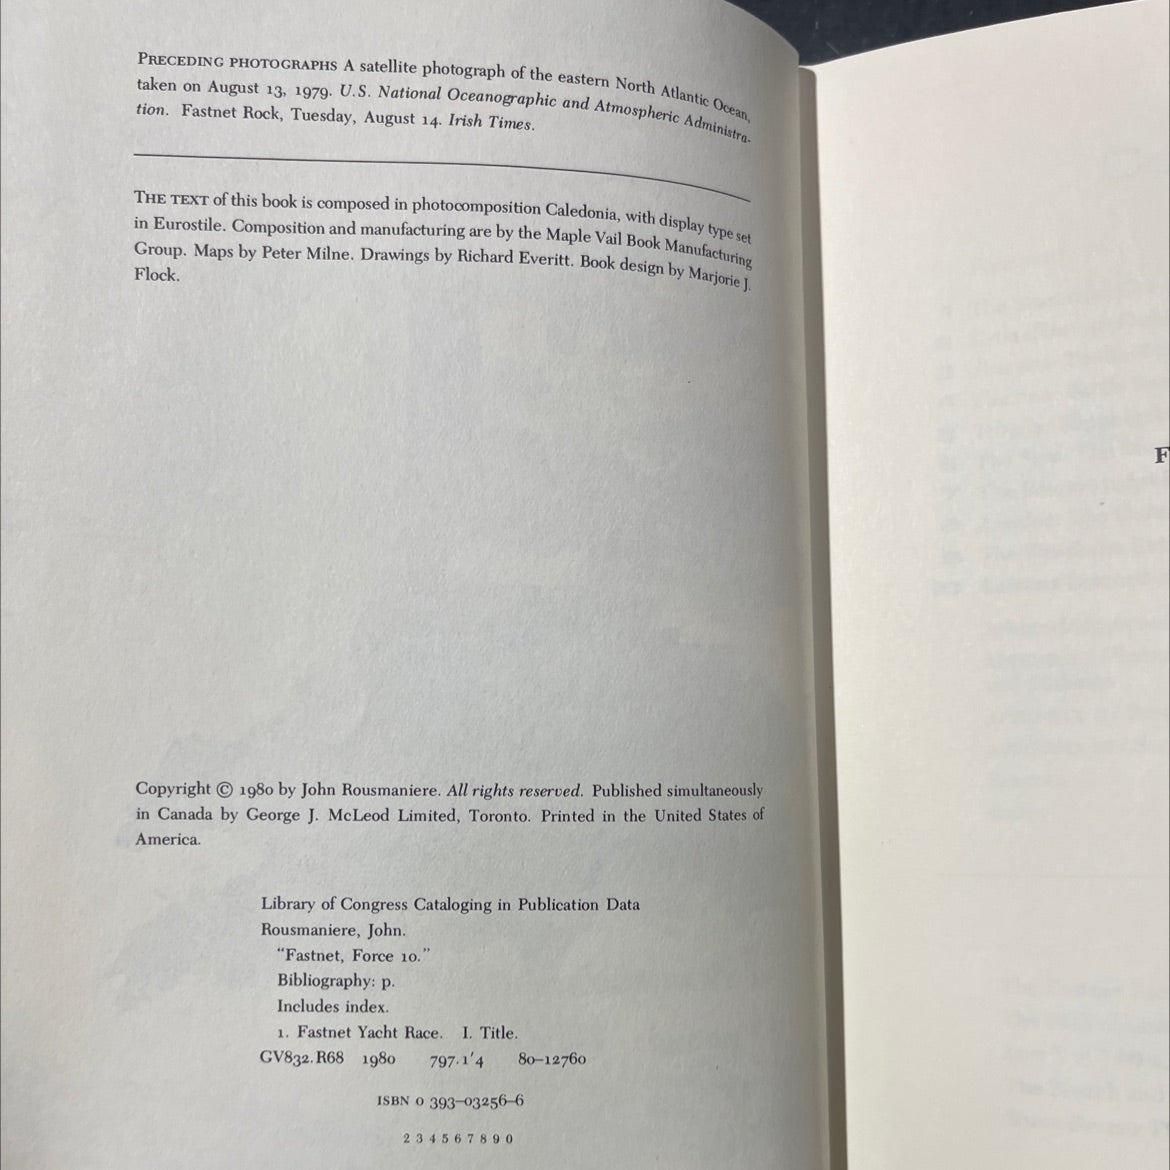 PRECEDING PHOTOGRAPHS A satellite photograph of the eastern North Atlantic Ocean,
taken on August 13, 1979. U.S. National Oceanographic and Atmospheric Administra-
tion. Fastnet Rock, Tuesday, August 14. Irish Times.
THE TEXT of this book is composed in photocomposition Caledonia, with display type set
in Eurostile. Composition and manufacturing are by the Maple Vail Book Manufacturing
Group. Maps by Peter Milne. Drawings by Richard Everitt. Book design by Marjorie J.
Flock.
Copyright © 1980 by John Rousmaniere. All rights reserved. Published simultaneously
in Canada by George J. McLeod Limited, Toronto. Printed in the United States of
America.
Library of Congress Cataloging in Publication Data
Rousmaniere, John.
"Fastnet, Force 10."
Bibliography: p.
Includes index.
1. Fastnet Yacht Race. I. Title.
GV832.R68 1980 797.1'4 80–12760
ISBN 0 393–03256–6
2 3 4 5 6 7 8 9 0
F